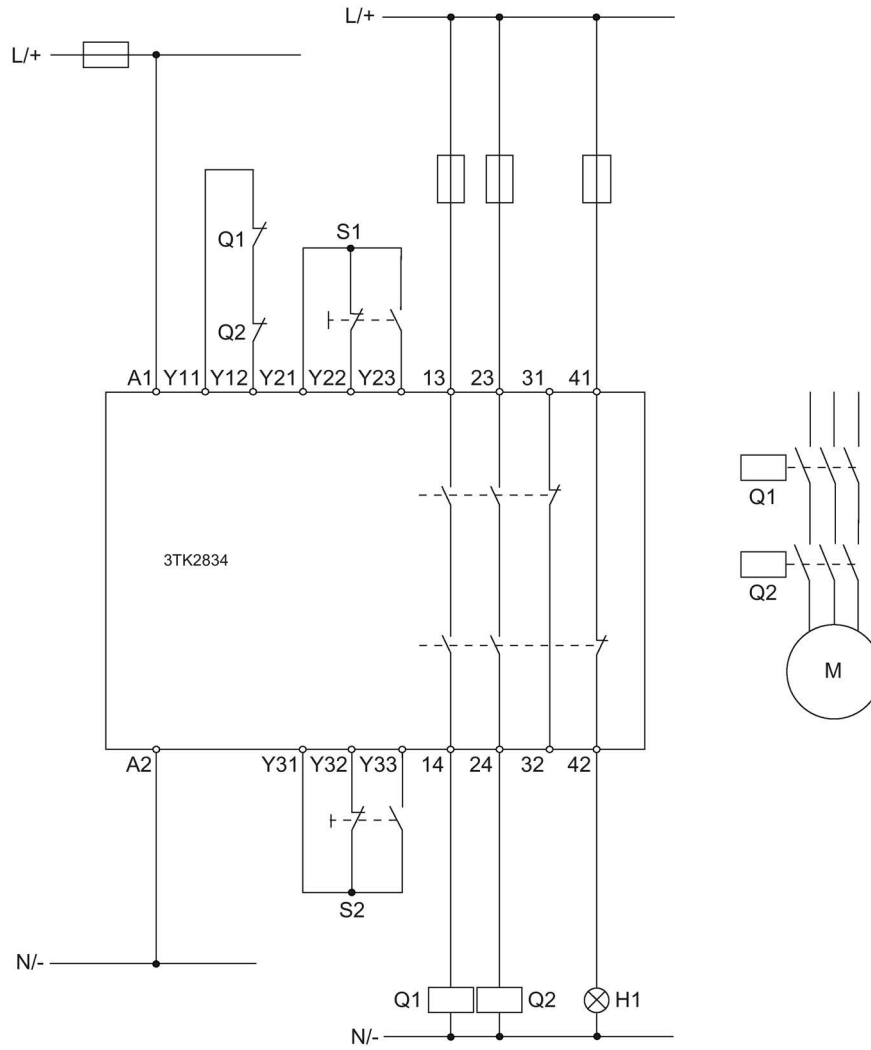 L/+
L/+
Q1
S1
Q2
A1 Y11 Y12 Y21 Y22 Y23 13 23 31 41
Q1
3TK2834
Q2
M
A2 Y31 Y32 Y33 14 24 32 42
S2
N/-
Q1 Q2 H1
N/-